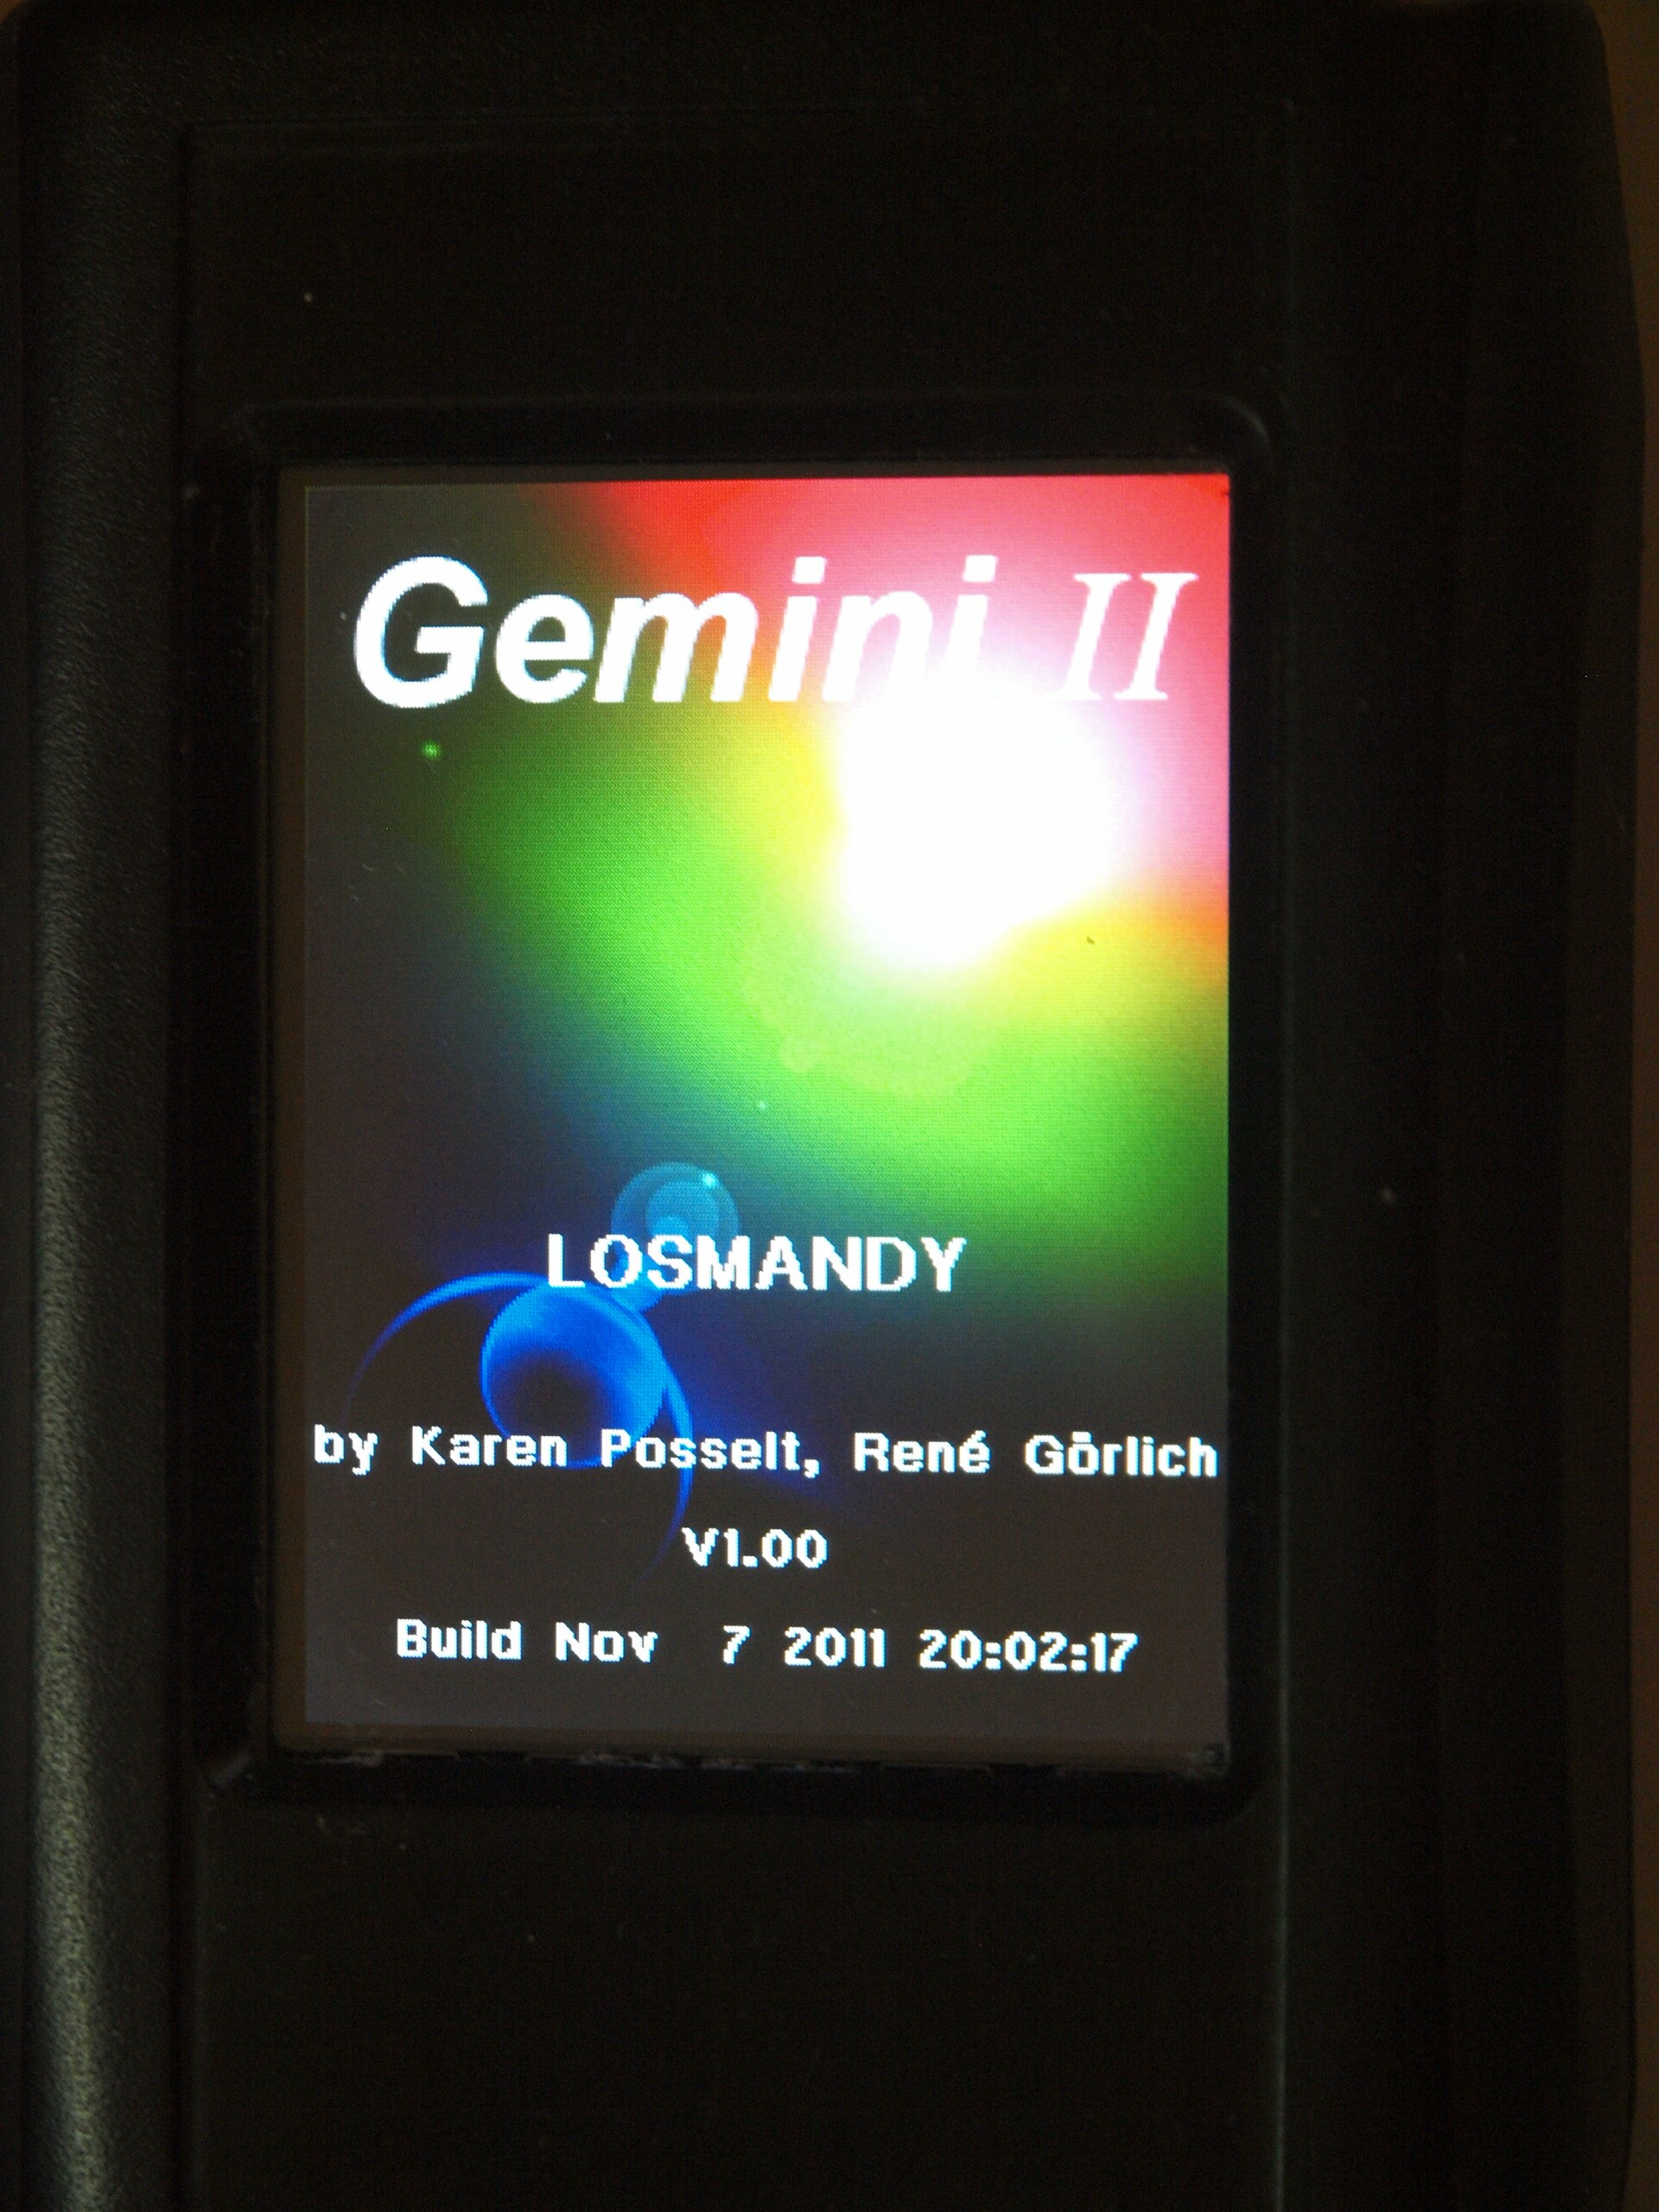 Gemini II
LOSMANDY
by Karen Posselt, René Görlich
V1.00
Build Nov  7 2011 20:02:17